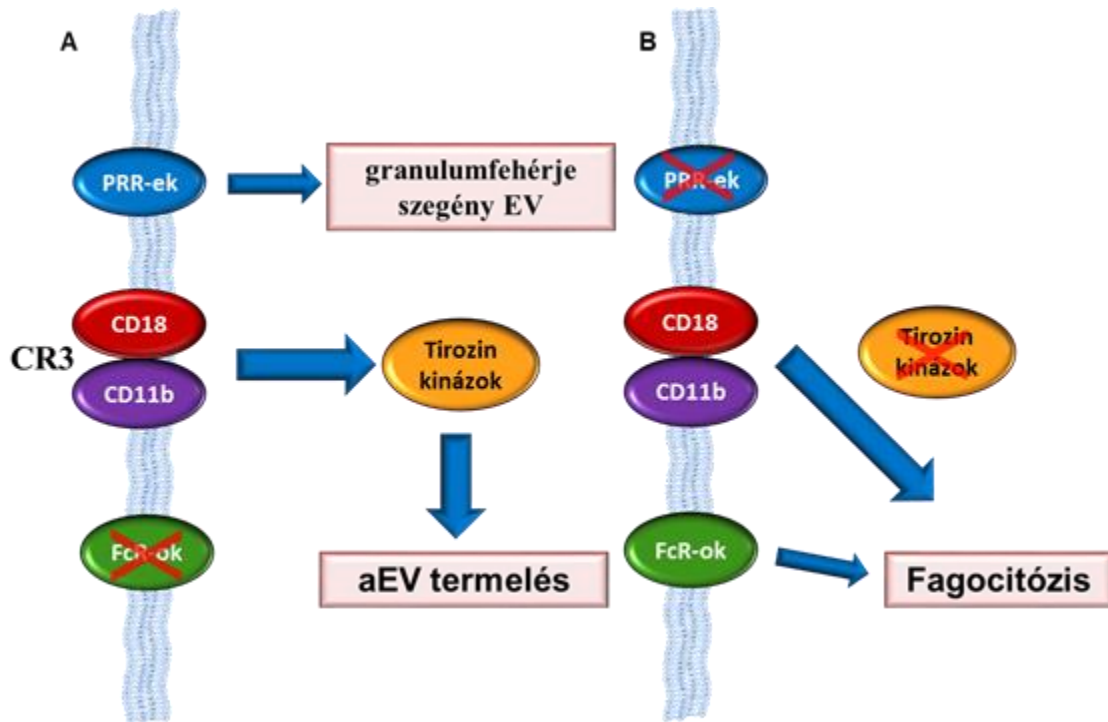 A
PRR-ek
granulumfehérje
szegény EV
CD18
CR3
CD11b
Tirozin
kinázok
FcR-ok
aEV termelés
B
PRR-ek
CD18
CD11b
Tirozin
kinázok
FcR-ok
Fagocitózis